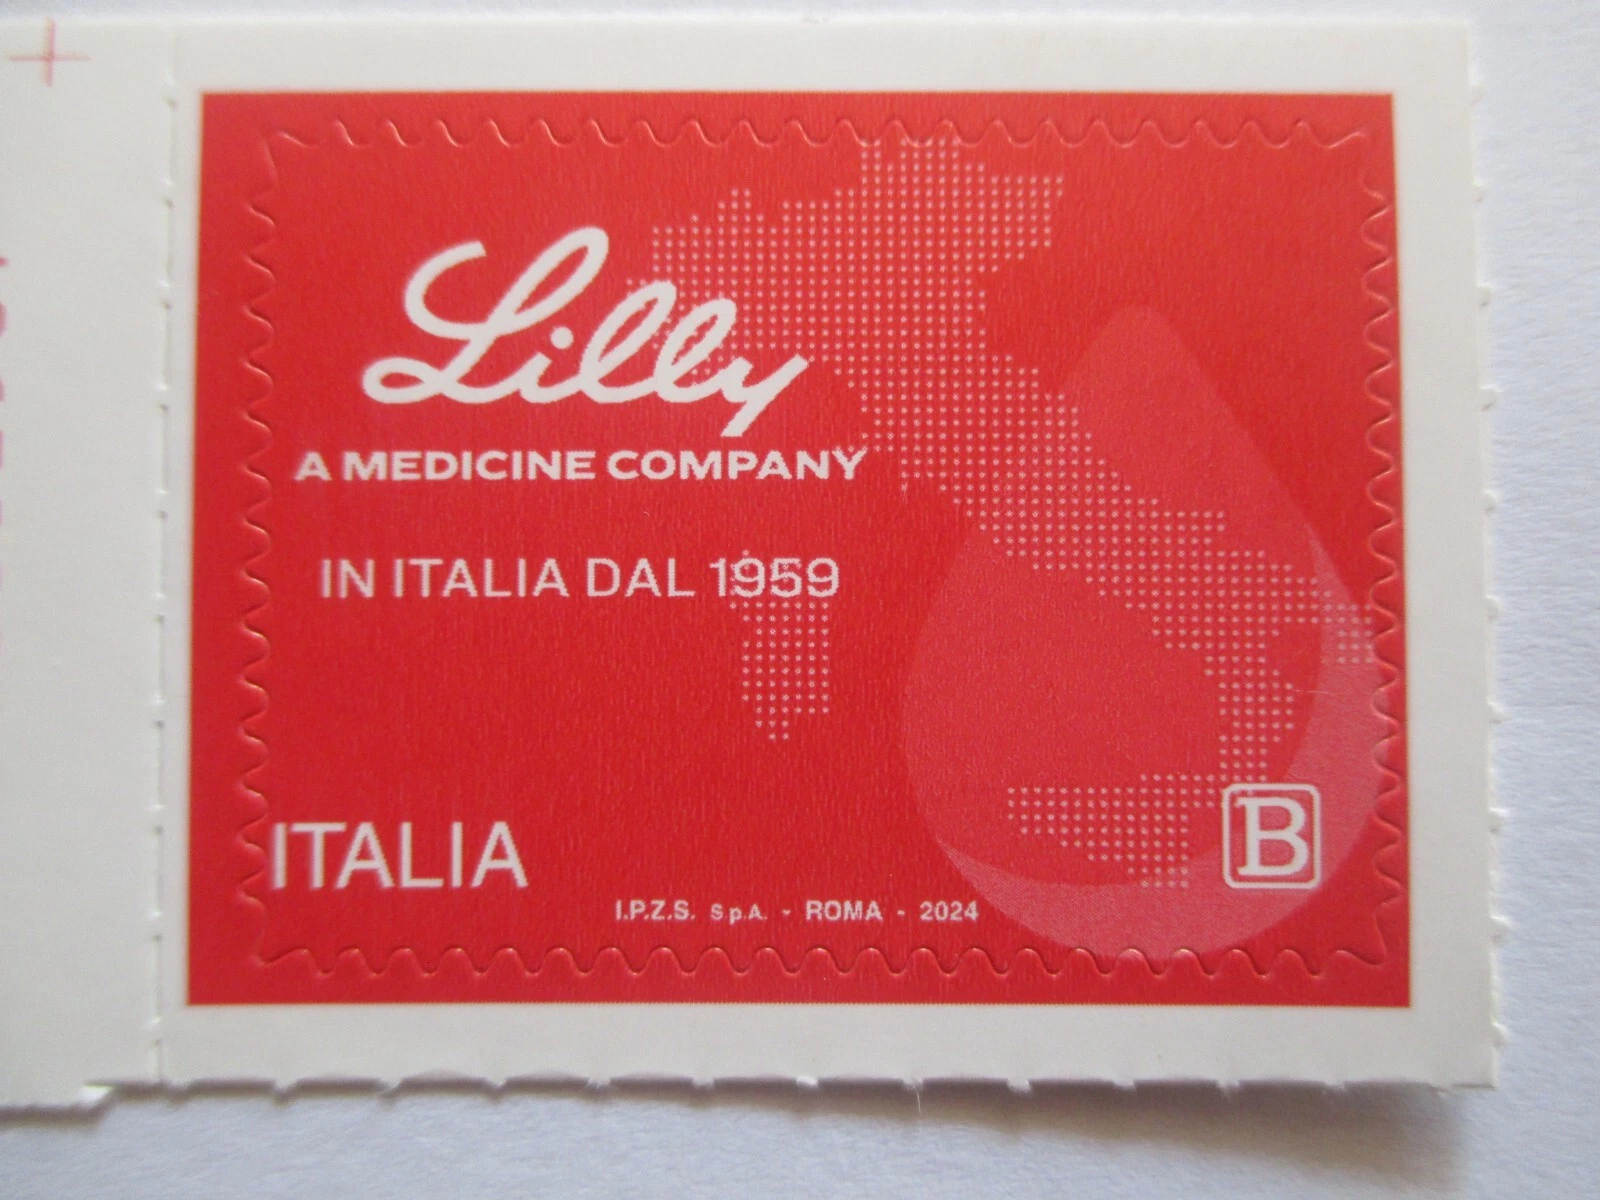 Lilly
A MEDICINE COMPANY
IN ITALIA DAL 1959
ITALIA
B
I.P.Z.S. S.p.A. - ROMA - 2024